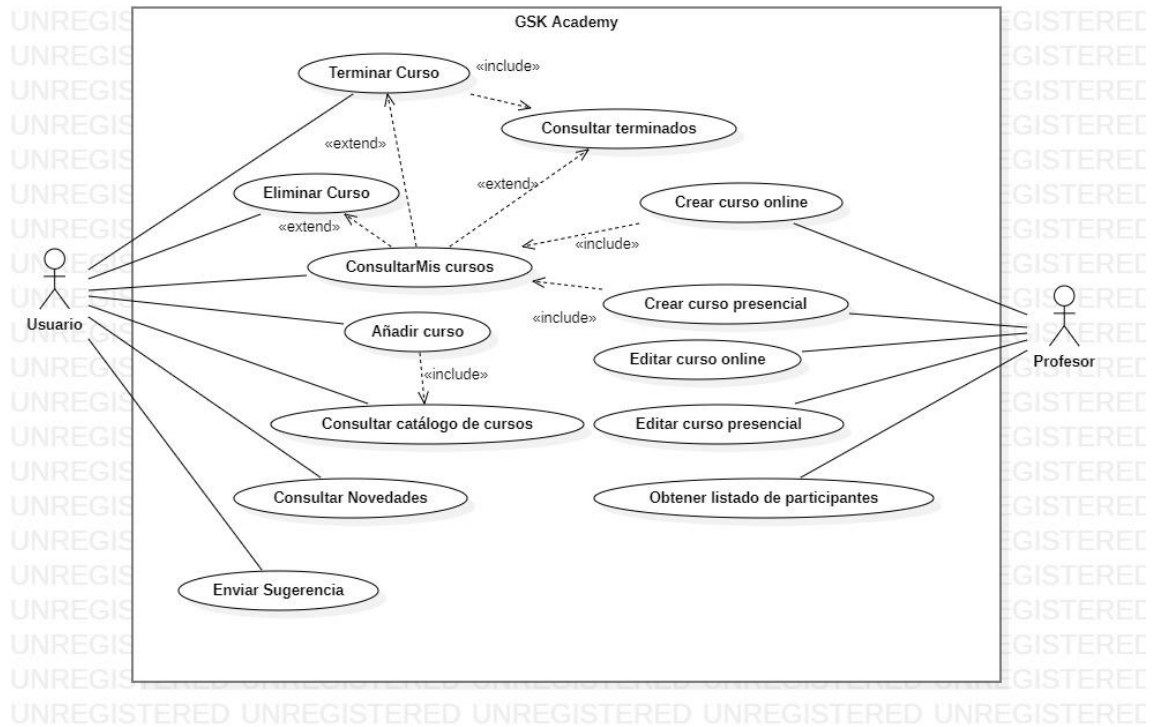 GSK Academy
Terminar Curso
«include»
Consultar terminados
«extend»
«extend»
Eliminar Curso
«extend»
Crear curso online
«include»
ConsultarMis cursos
Crear curso presencial
«include»
Usuario
Añadir curso
Profesor
Editar curso online
«include»
Consultar catálogo de cursos
Editar curso presencial
Consultar Novedades
Obtener listado de participantes
Enviar Sugerencia
UNREGISTERED UNREGISTERED UNREGISTERED UNREGISTERED UNREGISTERED